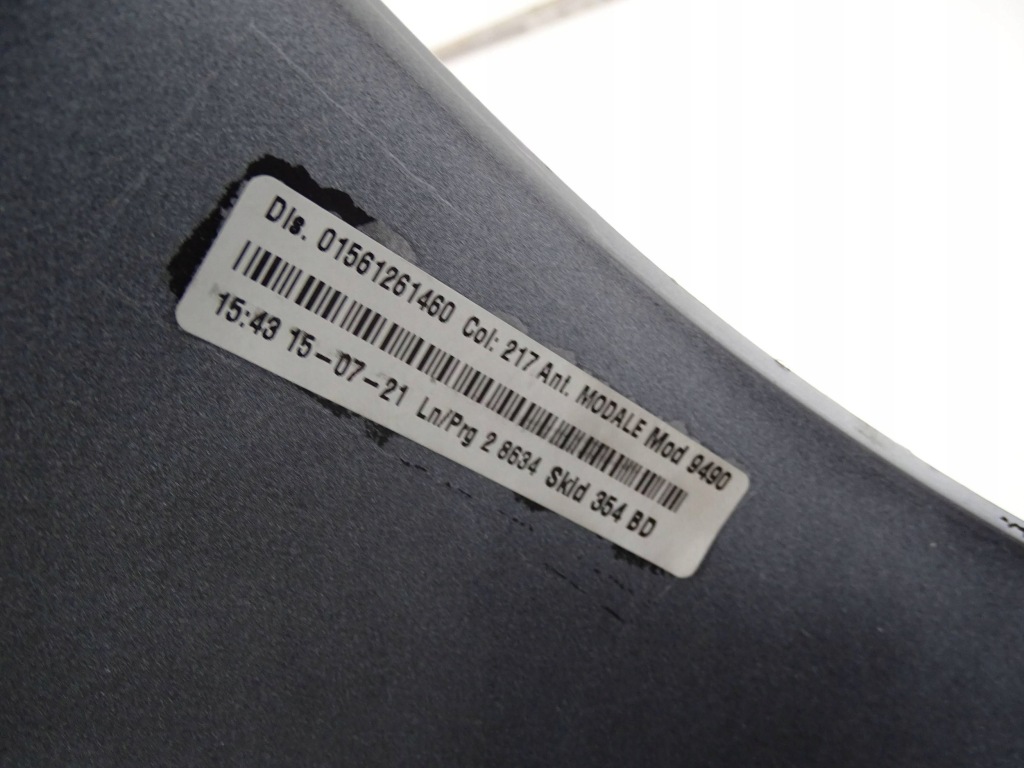 Dis. 01561261460 Col: 217 Ant. MODALE Mod 9490
15:43 15-07-21 Ln/Prg 2 8634 Skid 354 BD